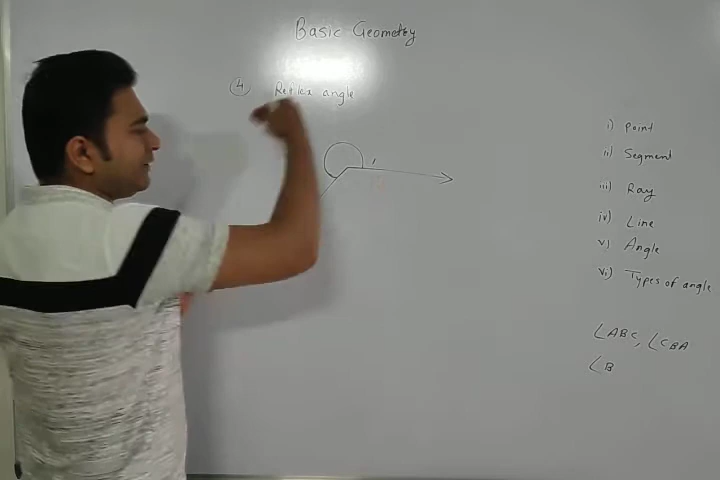 Basic Geometry
4 Reflex angle
i) Point
ii) Segment
iii) Ray
iv) Line
v) Angle
vi) Types of angle
∠ABC, ∠CBA
∠B